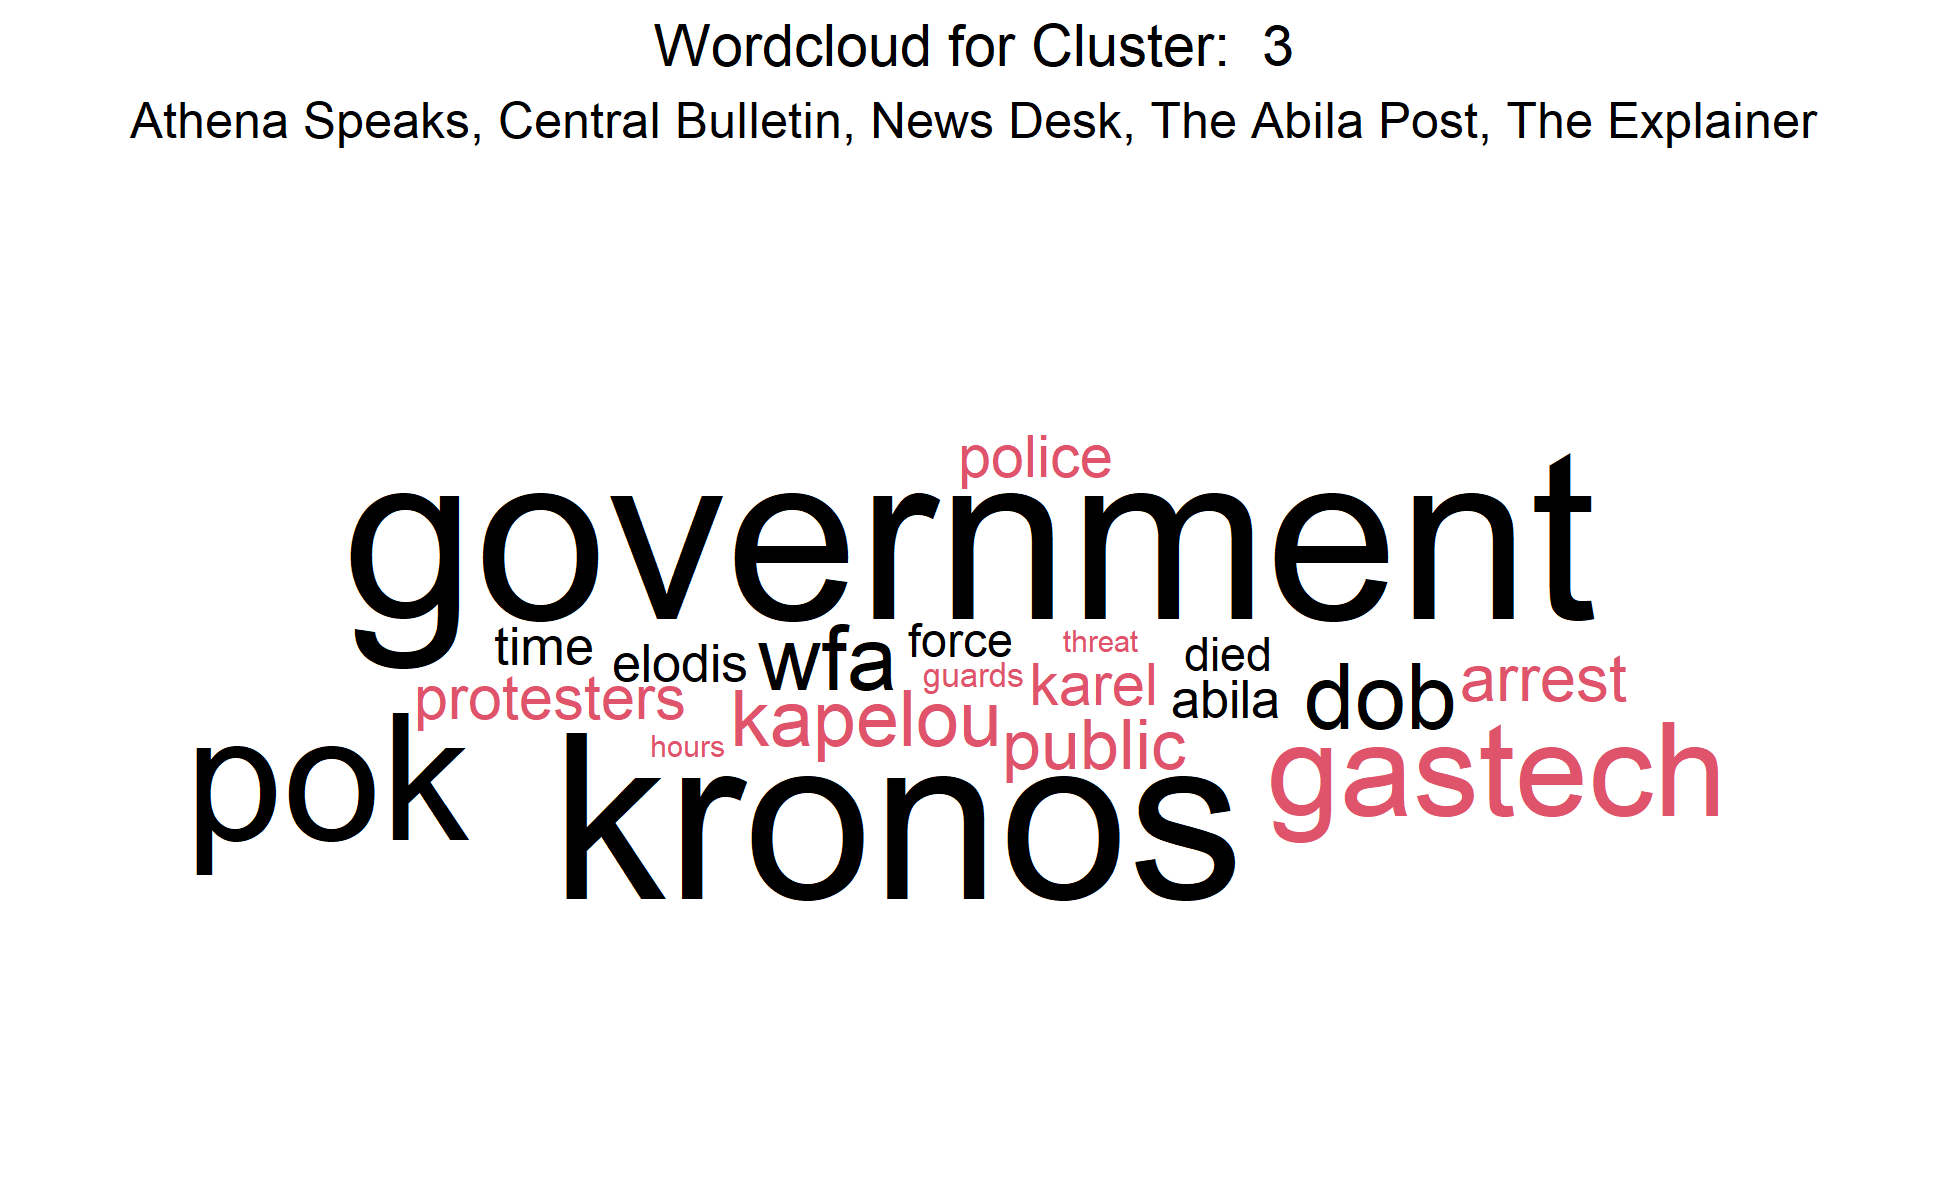 Wordcloud for Cluster: 3
Athena Speaks, Central Bulletin, News Desk, The Abila Post, The Explainer
police
government
time elodis wfa force threat died
protesters guards karel abila dob arrest
hours kapelou public
pok kronos gastech